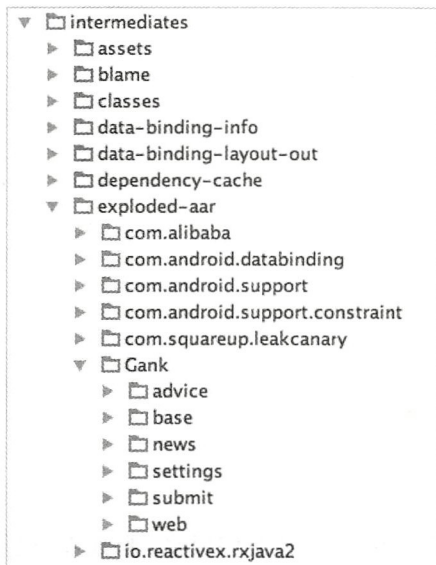 intermediates
assets
blame
classes
data-binding-info
data-binding-layout-out
dependency-cache
exploded-aar
com.alibaba
com.android.databinding
com.android.support
com.android.support.constraint
com.squareup.leakcanary
Gank
advice
base
news
settings
submit
web
io.reactivex.rxjava2